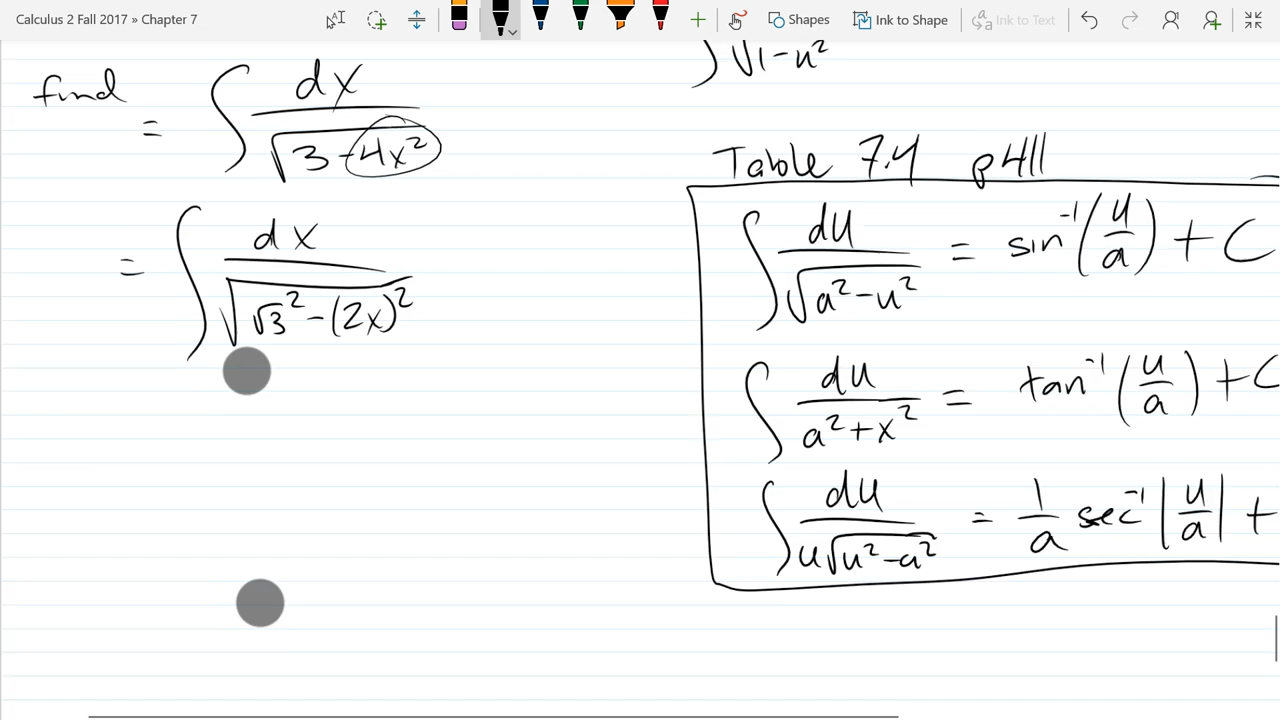 Calculus 2 Fall 2017 » Chapter 7
Shapes
Ink to Shape
Ink to Text
find = ∫ dx / √(3 - 4x²)
= ∫ dx / √(√3² - (2x)²)
∫ √1-u²
Table 7.4 p411
∫ du / √(a² - u²) = sin⁻¹(u/a) + C
∫ du / (a² + x²) = tan⁻¹(u/a) + C
∫ du / (u√(u² - a²)) = 1/a sec⁻¹|u/a| +